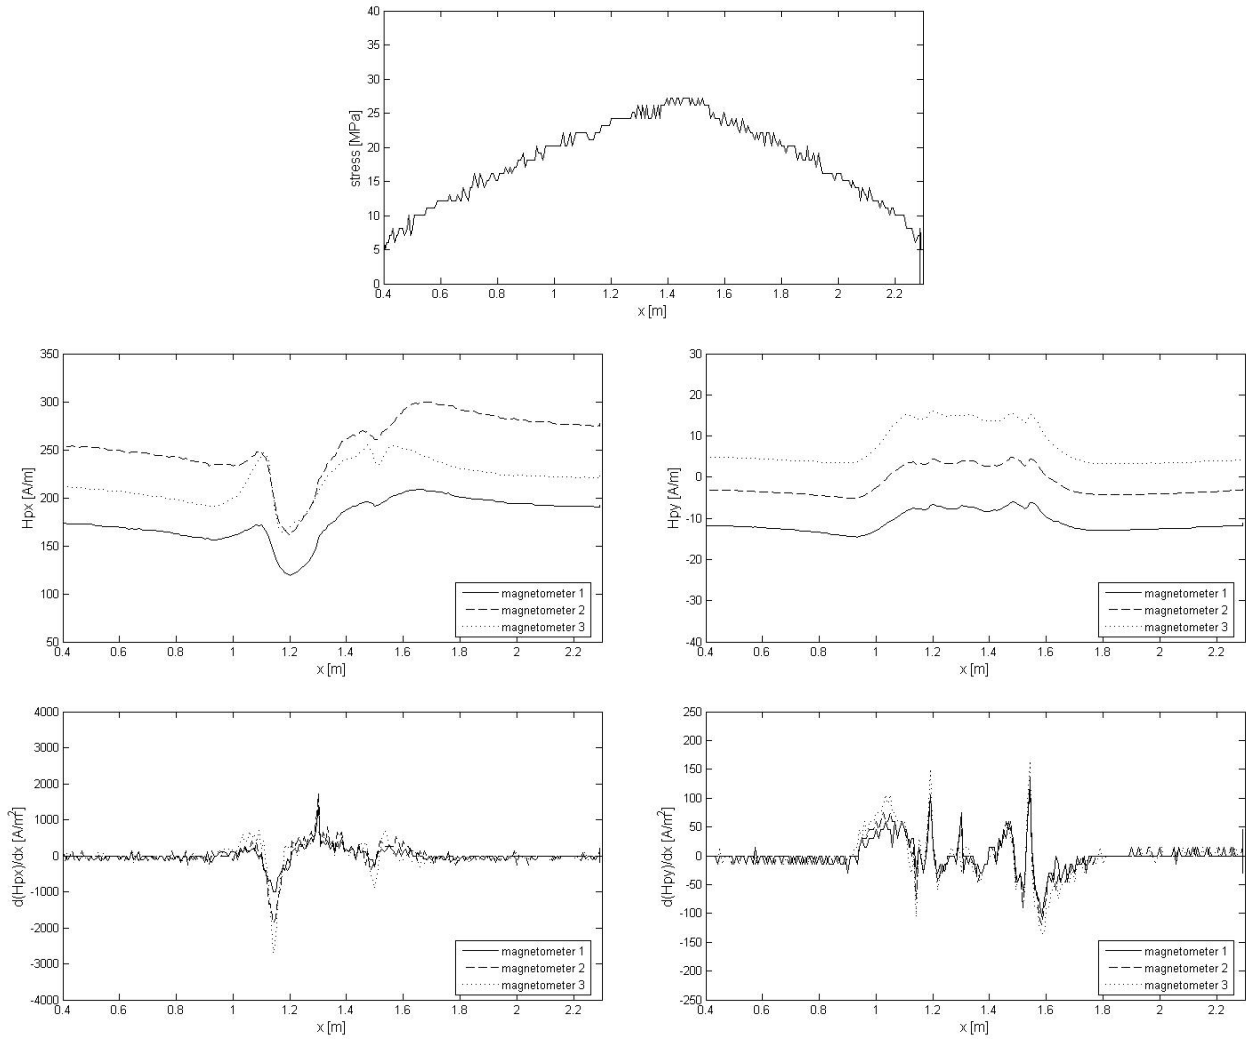 40
35
30
25
20
15
10
5
0
stress [MPa]
0.4 0.6 0.8 1 1.2 1.4 1.6 1.8 2 2.2
x [m]
350
300
250
200
150
100
50
Hpx [A/m]
magnetometer 1
magnetometer 2
magnetometer 3
0.4 0.6 0.8 1 1.2 1.4 1.6 1.8 2 2.2
x [m]
30
20
10
0
-10
-20
-30
-40
Hpy [A/m]
magnetometer 1
magnetometer 2
magnetometer 3
0.4 0.6 0.8 1 1.2 1.4 1.6 1.8 2 2.2
x [m]
4000
3000
2000
1000
0
-1000
-2000
-3000
-4000
d(Hpx)/dx [A/m²]
magnetometer 1
magnetometer 2
magnetometer 3
0.4 0.6 0.8 1 1.2 1.4 1.6 1.8 2 2.2
x [m]
250
200
150
100
50
0
-50
-100
-150
-200
-250
d(Hpy)/dx [A/m²]
magnetometer 1
magnetometer 2
magnetometer 3
0.4 0.6 0.8 1 1.2 1.4 1.6 1.8 2 2.2
x [m]